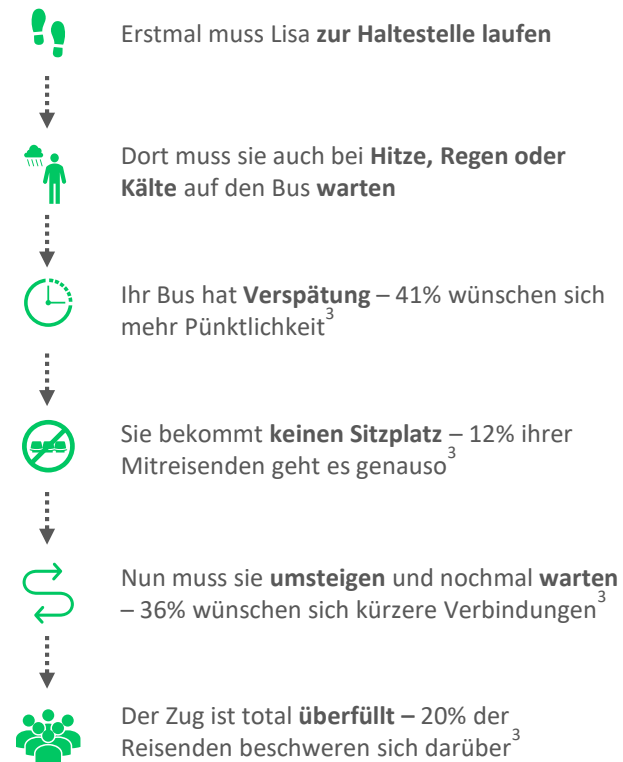 Erstmal muss Lisa zur Haltestelle laufen
Dort muss sie auch bei Hitze, Regen oder
Kälte auf den Bus warten
Ihr Bus hat Verspätung – 41% wünschen sich
mehr Pünktlichkeit³
Sie bekommt keinen Sitzplatz – 12% ihrer
Mitreisenden geht es genauso³
Nun muss sie umsteigen und nochmal warten
– 36% wünschen sich kürzere Verbindungen³
Der Zug ist total überfüllt – 20% der
Reisenden beschweren sich darüber³